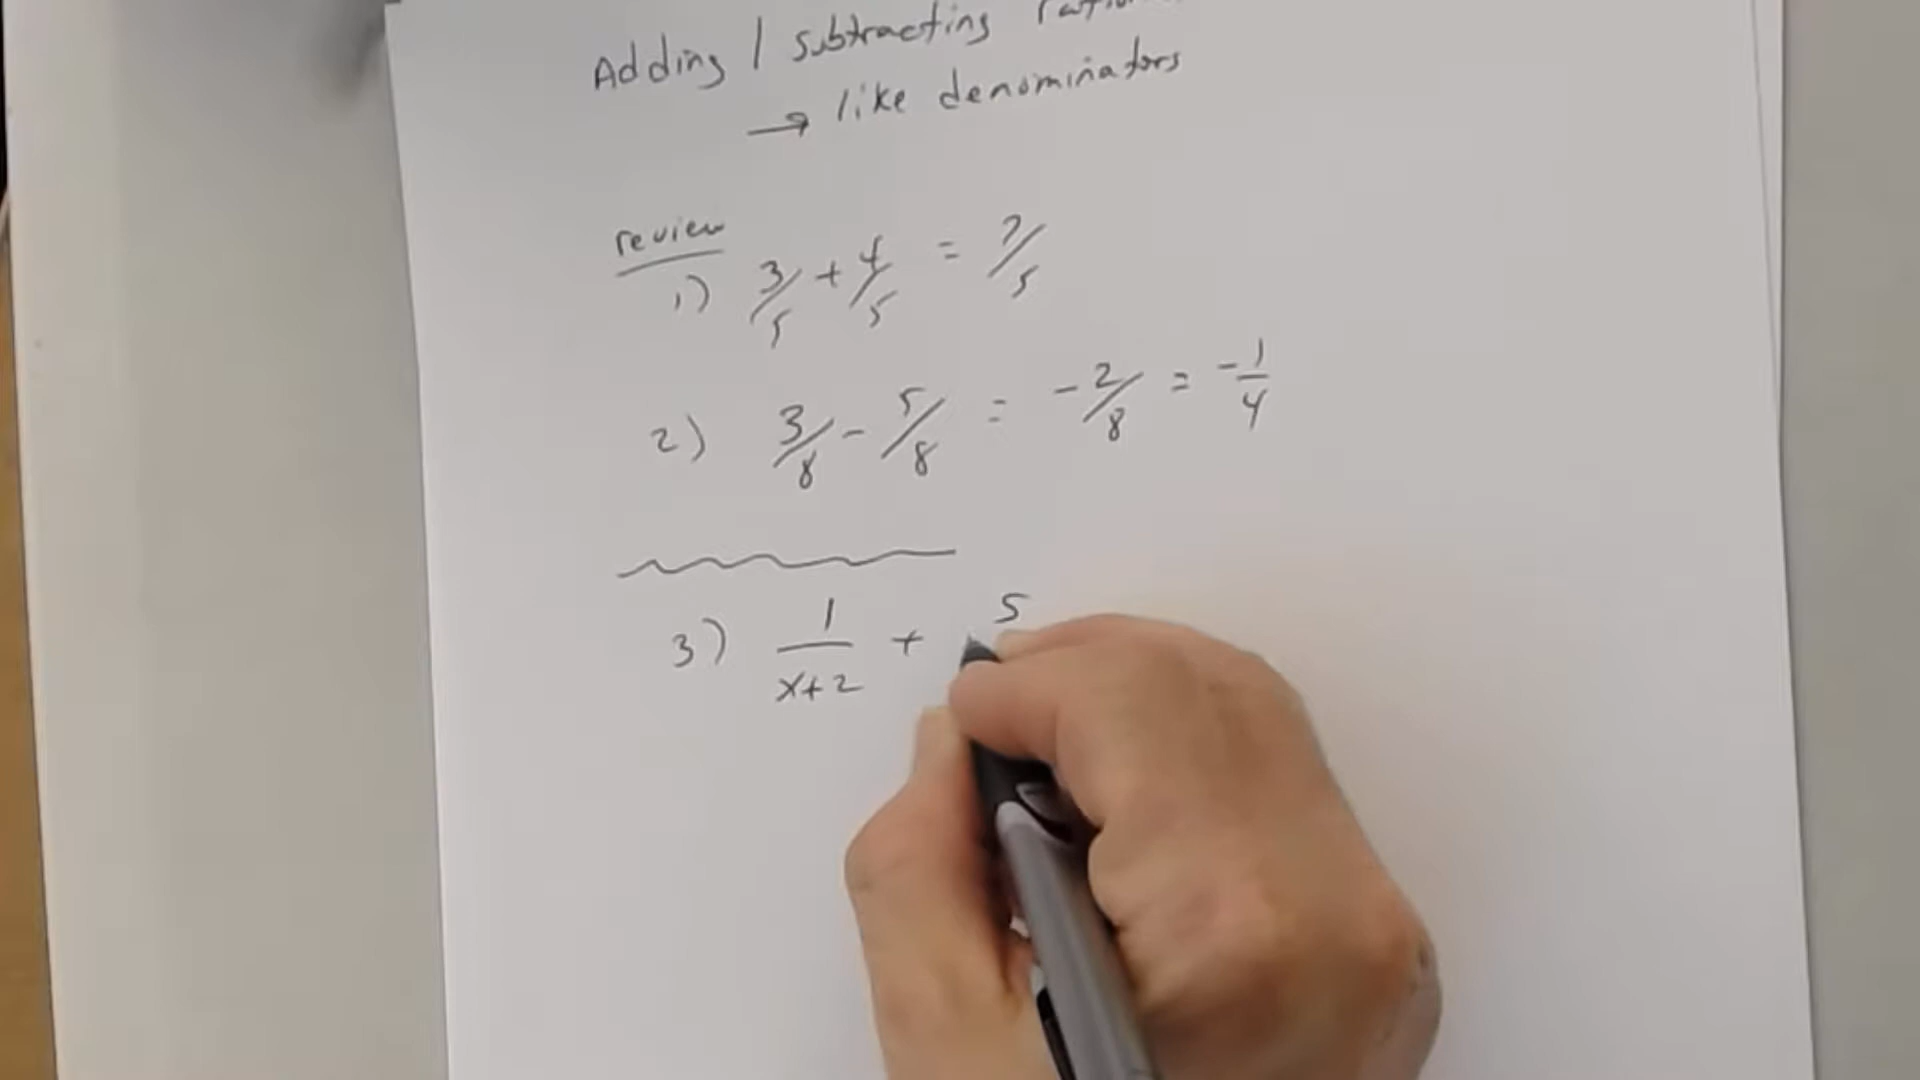 Adding / subtracting
→ like denominators
review
1) 3/5 + 4/5 = 7/5
2) 3/8 - 5/8 = -2/8 = -1/4
3) 1/x+2 + 5